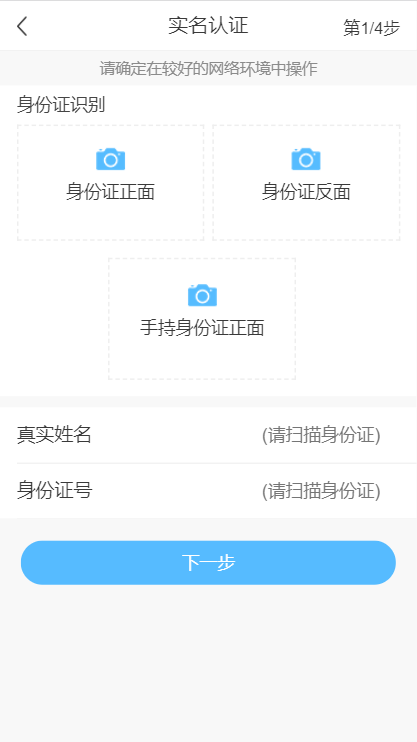 实名认证
第1/4步
请确定在较好的网络环境中操作
身份证识别
身份证正面
身份证反面
手持身份证正面
真实姓名
(请扫描身份证)
身份证号
(请扫描身份证)
下一步